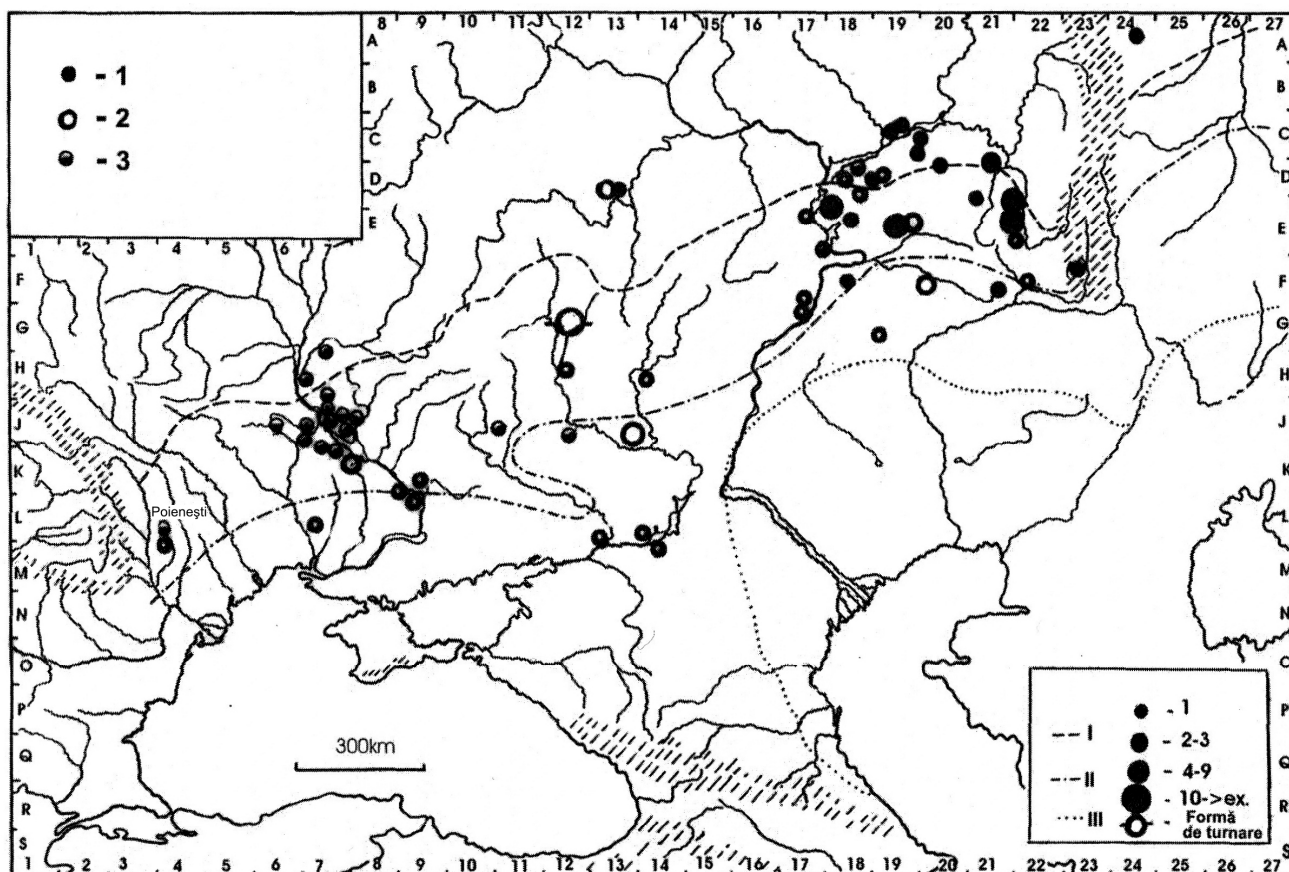 8 9 10 11 12 13 14 15 16 17 18 19 20 21 22 23 24 25 26 27
A A
- 1
B B
- 2
C C
- 3
D D
E E
1 2 3 4 5 6 7
F F
G G
H H
J J
K K
Poienești
L L
M M
N N
O O
P P
Q Q
R R
S S
300km
I
II
III
- 1
- 2-3
- 4-9
- 10->ex.
- Formă
de turnare
1 2 3 4 5 6 7 8 9 10 11 12 13 14 15 16 17 18 19 20 21 22 23 24 25 26 27